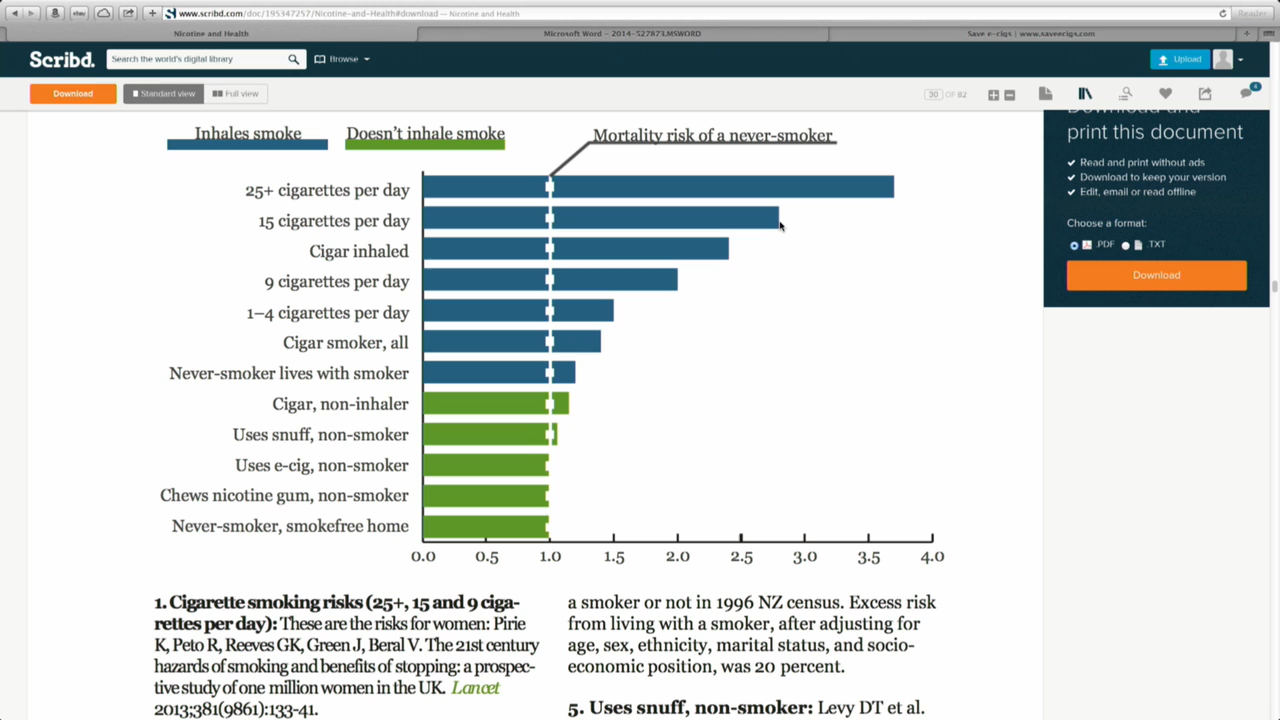 www.scribd.com/doc/195347257/Nicotine-and-Health#download — Nicotine and Health
Reader
Nicotine and Health
Microsoft Word – 2014–527873.MSWORD
Save e–cigs | www.saveecigs.com
Scribd.
Search the world's digital library
Browse
Upload
Download
Standard view
Full view
30 OF 82
4
Inhales smoke
Doesn't inhale smoke
Mortality risk of a never-smoker
25+ cigarettes per day
15 cigarettes per day
Cigar inhaled
9 cigarettes per day
1–4 cigarettes per day
Cigar smoker, all
Never-smoker lives with smoker
Cigar, non-inhaler
Uses snuff, non-smoker
Uses e-cig, non-smoker
Chews nicotine gum, non-smoker
Never-smoker, smokefree home
0.0 0.5 1.0 1.5 2.0 2.5 3.0 3.5 4.0
1. Cigarette smoking risks (25+, 15 and 9 ciga-
rettes per day): These are the risks for women: Pirie
K, Peto R, Reeves GK, Green J, Beral V. The 21st century
hazards of smoking and benefits of stopping: a prospec-
tive study of one million women in the UK. Lancet
2013;381(9861):133-41.
a smoker or not in 1996 NZ census. Excess risk
from living with a smoker, after adjusting for
age, sex, ethnicity, marital status, and socio-
economic position, was 20 percent.
5. Uses snuff, non-smoker: Levy DT et al.
Download and
print this document
Read and print without ads
Download to keep your version
Edit, email or read offline
Choose a format:
.PDF .TXT
Download